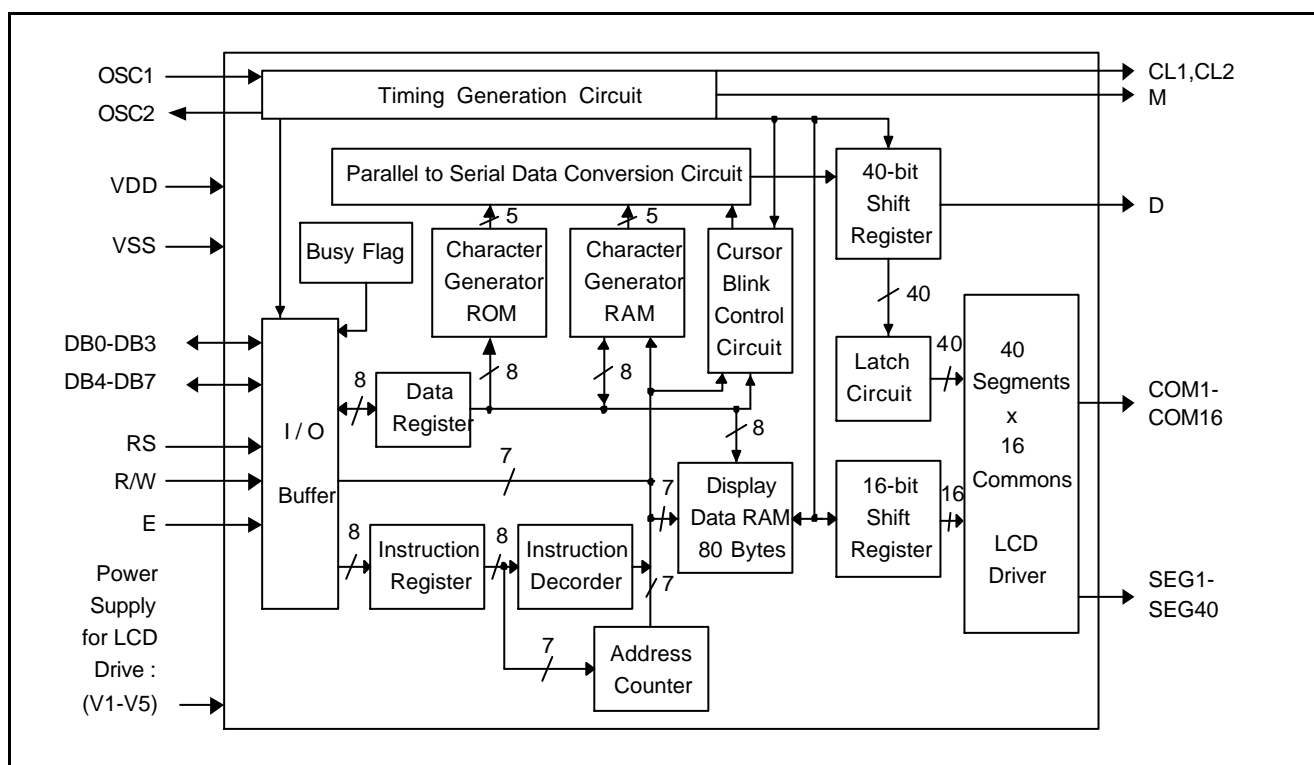 OSC1
OSC2
VDD
VSS
DB0-DB3
DB4-DB7
RS
R/W
E
Power
Supply
for LCD
Drive :
(V1-V5)
Timing Generation Circuit
CL1,CL2
M
Parallel to Serial Data Conversion Circuit
40-bit
Shift
Register
D
5
5
Busy Flag
Character
Generator
ROM
Character
Generator
RAM
Cursor
Blink
Control
Circuit
40
8
8
I / O
Buffer
8
Data
Register
Latch
Circuit
40
40
Segments
x
16
Commons
LCD
Driver
COM1-
COM16
SEG1-
SEG40
8
7
7
Display
Data RAM
80 Bytes
16-bit
Shift
Register
16
8
Instruction
Register
8
Instruction
Decorder
7
7
Address
Counter